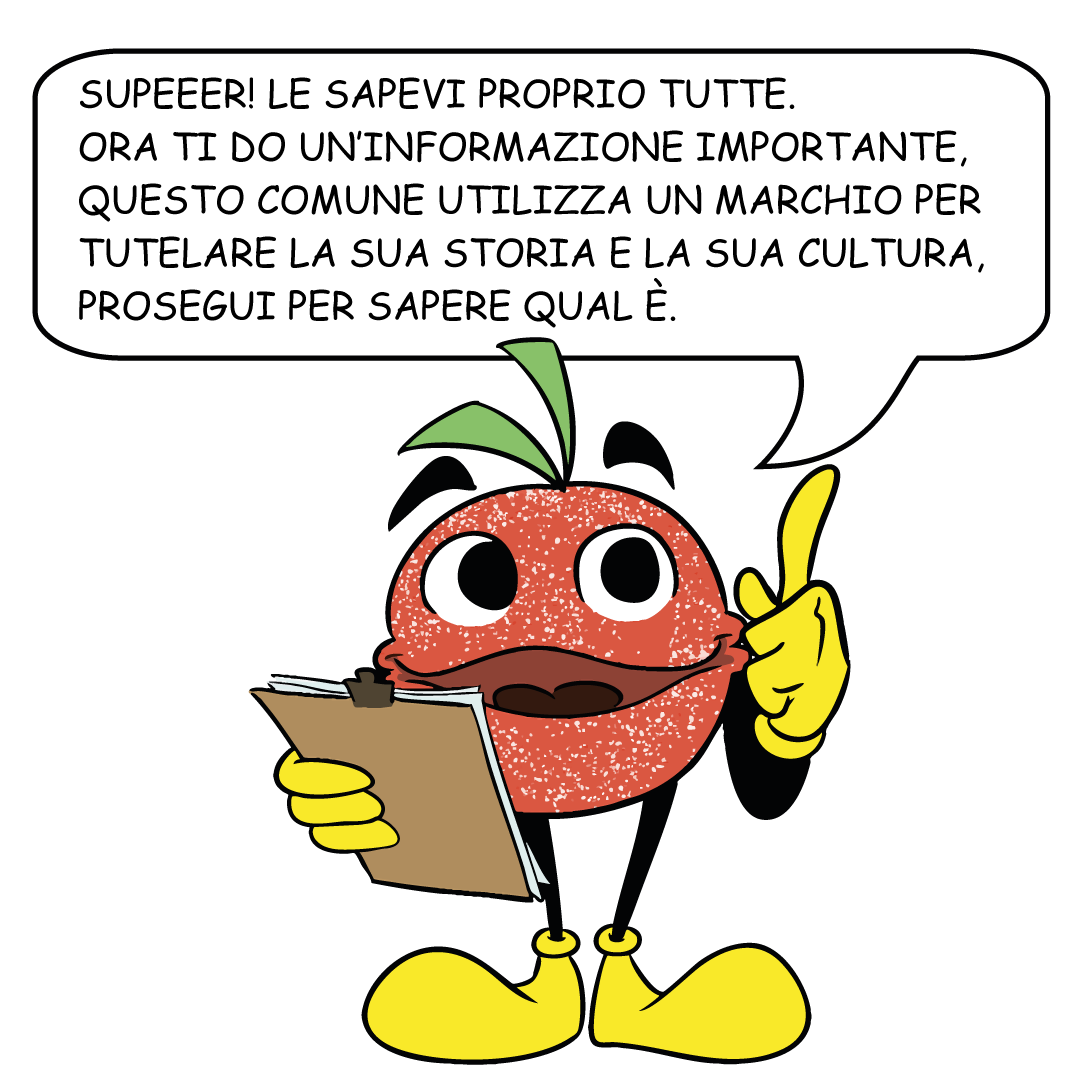 SUPEEER! LE SAPEVI PROPRIO TUTTE.
ORA TI DO UN'INFORMAZIONE IMPORTANTE,
QUESTO COMUNE UTILIZZA UN MARCHIO PER
TUTELARE LA SUA STORIA E LA SUA CULTURA,
PROSEGUI PER SAPERE QUAL È.